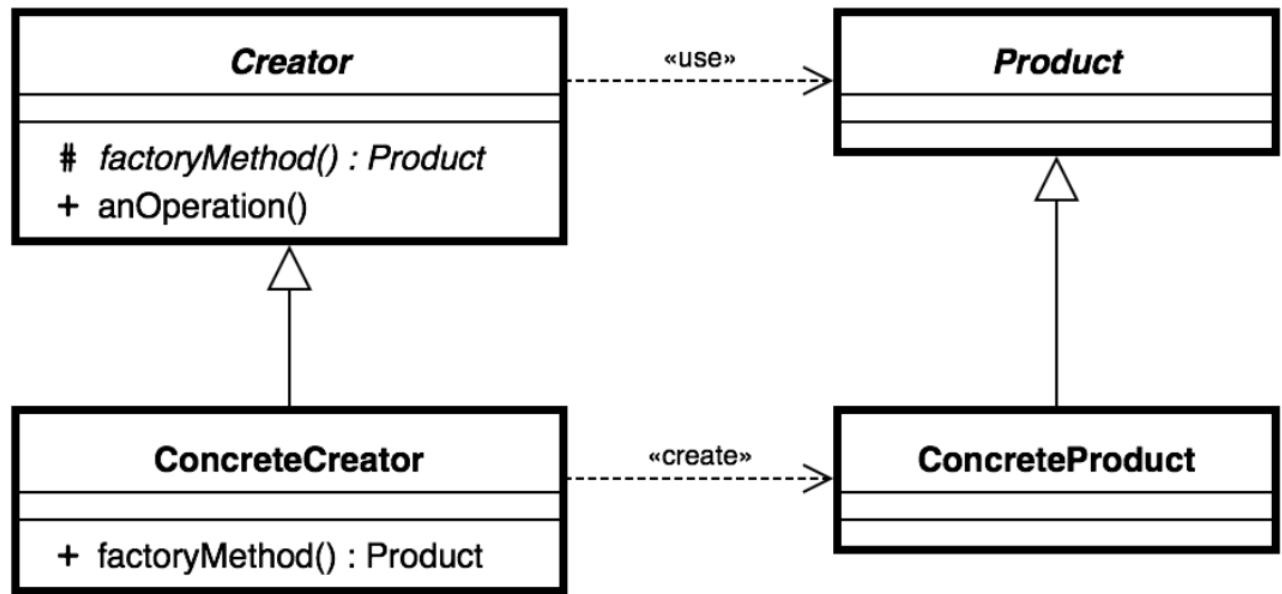 Creator
«use»
Product
# factoryMethod() : Product
+ anOperation()
ConcreteCreator
«create»
ConcreteProduct
+ factoryMethod() : Product